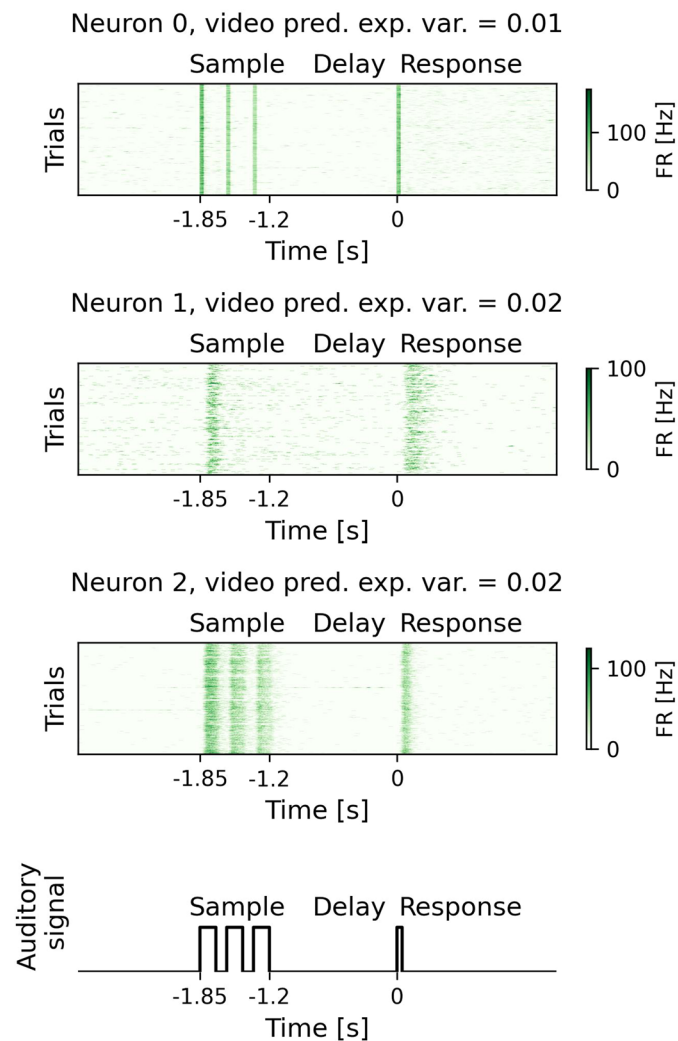 Neuron 0, video pred. exp. var. = 0.01
Sample Delay Response
Trials
100
0
FR [Hz]
-1.85 -1.2 0
Time [s]
Neuron 1, video pred. exp. var. = 0.02
Sample Delay Response
Trials
100
0
FR [Hz]
-1.85 -1.2 0
Time [s]
Neuron 2, video pred. exp. var. = 0.02
Sample Delay Response
Trials
100
0
FR [Hz]
-1.85 -1.2 0
Time [s]
Auditory
signal
Sample Delay Response
-1.85 -1.2 0
Time [s]